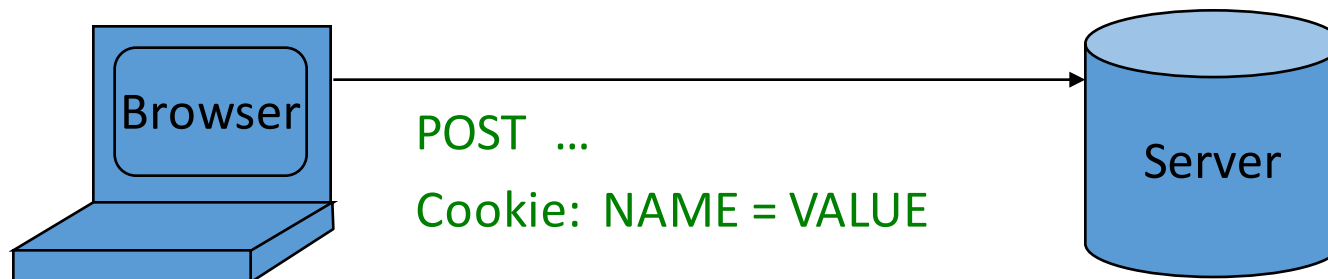 Browser
POST …
Cookie: NAME = VALUE
Server